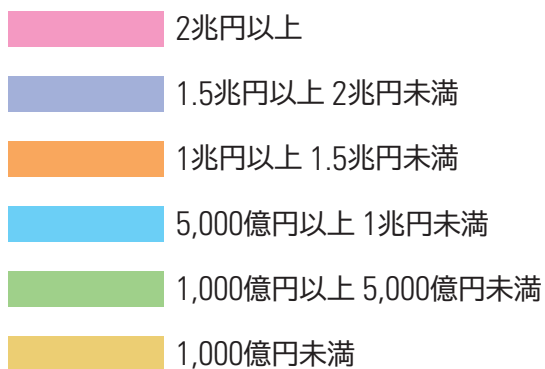 2兆円以上
1.5兆円以上 2兆円未満
1兆円以上 1.5兆円未満
5,000億円以上 1兆円未満
1,000億円以上 5,000億円未満
1,000億円未満